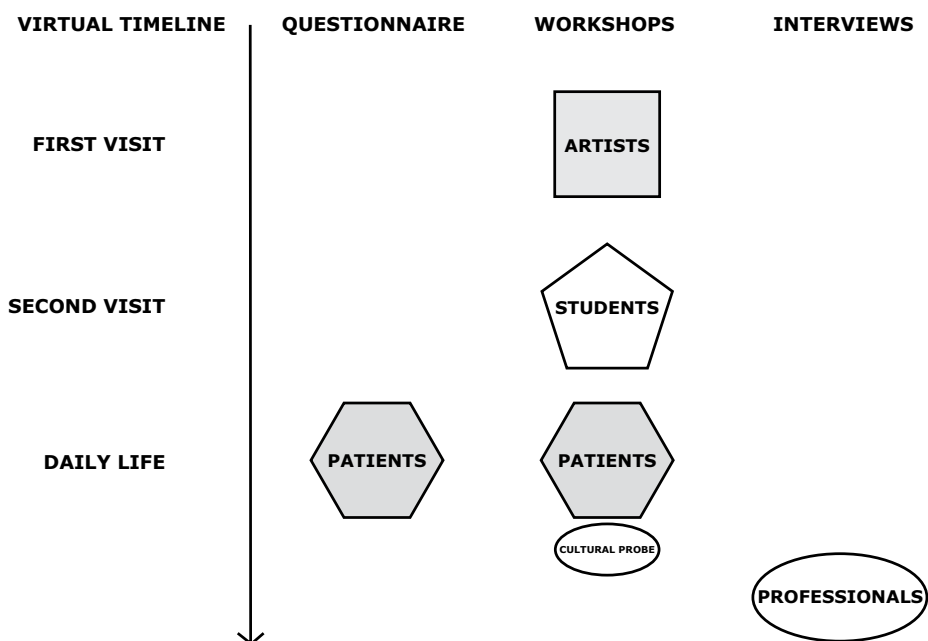 VIRTUAL TIMELINE QUESTIONNAIRE WORKSHOPS INTERVIEWS
FIRST VISIT ARTISTS
SECOND VISIT STUDENTS
DAILY LIFE PATIENTS PATIENTS
CULTURAL PROBE
PROFESSIONALS